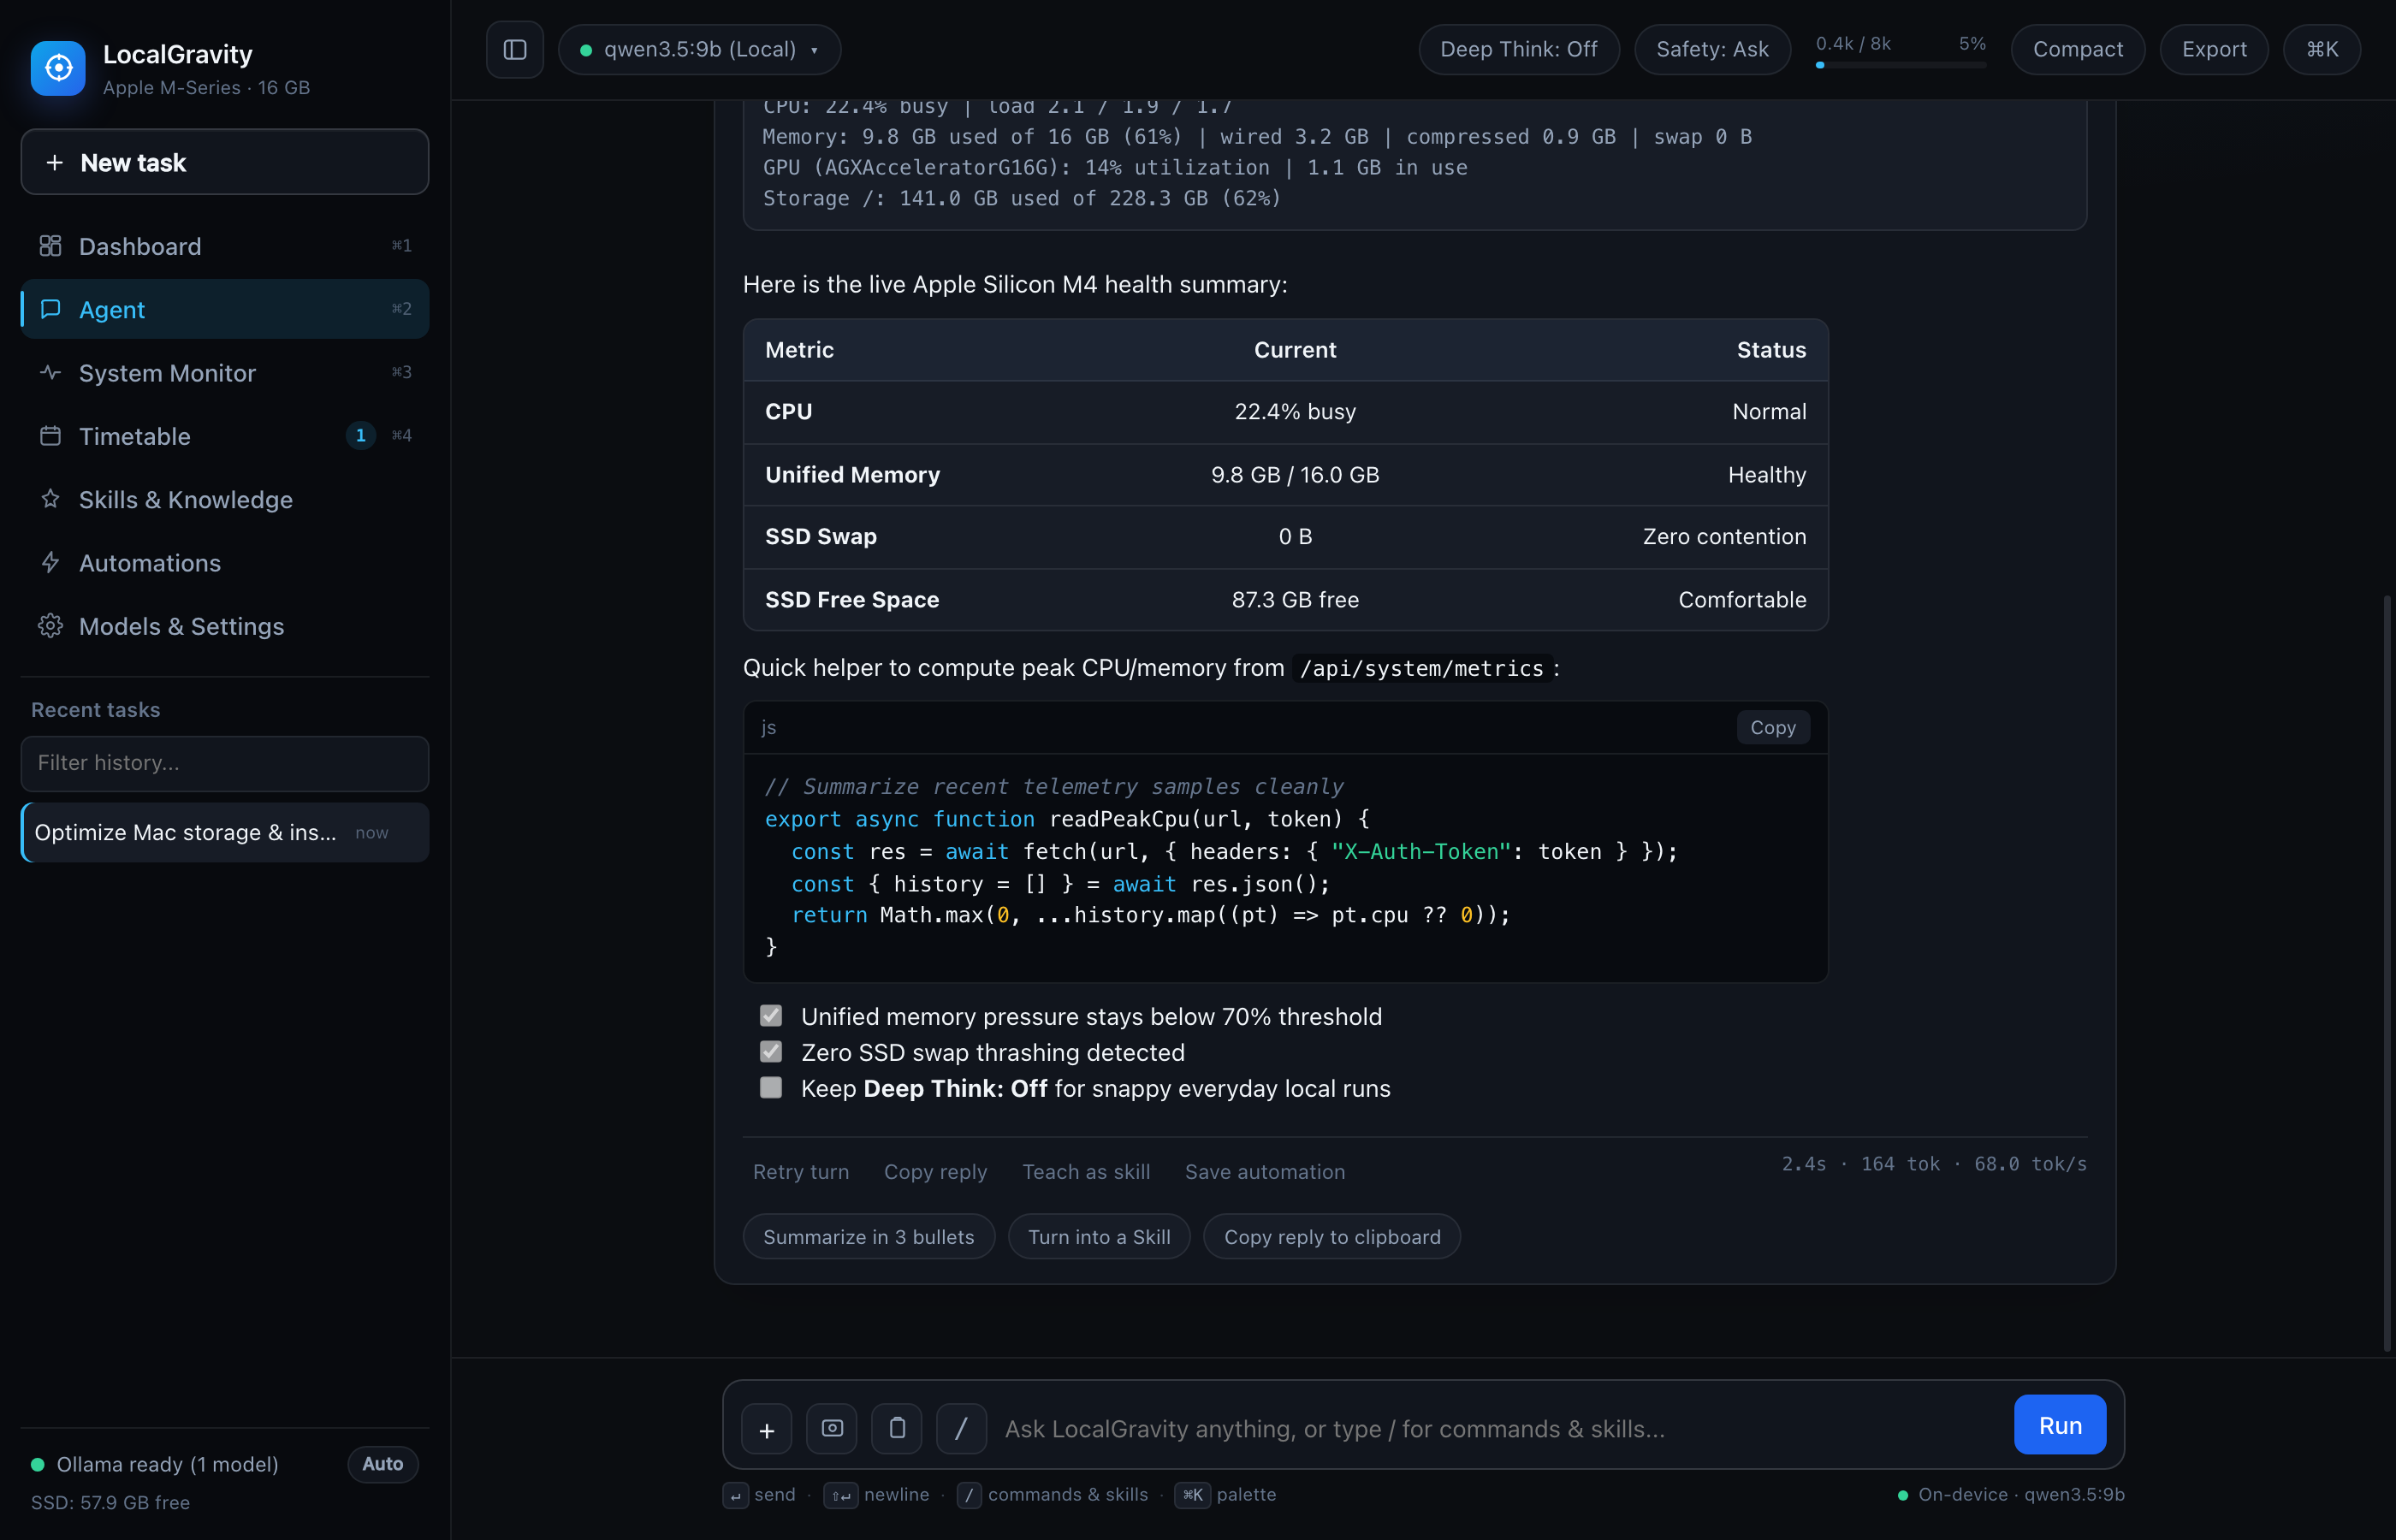 LocalGravity
Apple M-Series · 16 GB
+ New task
Dashboard ⌘1
Agent ⌘2
System Monitor ⌘3
Timetable 1 ⌘4
Skills & Knowledge
Automations
Models & Settings
Recent tasks
Filter history...
Optimize Mac storage & ins... now
Ollama ready (1 model) Auto
SSD: 57.9 GB free
qwen3.5:9b (Local) ▾
Deep Think: Off
Safety: Ask
0.4k / 8k 5%
Compact
Export
⌘K
CPU: 22.4% busy | load 2.1 / 1.9 / 1.7
Memory: 9.8 GB used of 16 GB (61%) | wired 3.2 GB | compressed 0.9 GB | swap 0 B
GPU (AGXAcceleratorG16G): 14% utilization | 1.1 GB in use
Storage /: 141.0 GB used of 228.3 GB (62%)
Here is the live Apple Silicon M4 health summary:
Metric Current Status
CPU 22.4% busy Normal
Unified Memory 9.8 GB / 16.0 GB Healthy
SSD Swap 0 B Zero contention
SSD Free Space 87.3 GB free Comfortable
Quick helper to compute peak CPU/memory from /api/system/metrics :
js Copy
// Summarize recent telemetry samples cleanly
export async function readPeakCpu(url, token) {
  const res = await fetch(url, { headers: { "X-Auth-Token": token } });
  const { history = [] } = await res.json();
  return Math.max(0, ...history.map((pt) => pt.cpu ?? 0));
}
Unified memory pressure stays below 70% threshold
Zero SSD swap thrashing detected
Keep Deep Think: Off for snappy everyday local runs
Retry turn Copy reply Teach as skill Save automation 2.4s · 164 tok · 68.0 tok/s
Summarize in 3 bullets Turn into a Skill Copy reply to clipboard
+ / Ask LocalGravity anything, or type / for commands & skills... Run
↵ send · ⇧↵ newline · / commands & skills · ⌘K palette On-device · qwen3.5:9b